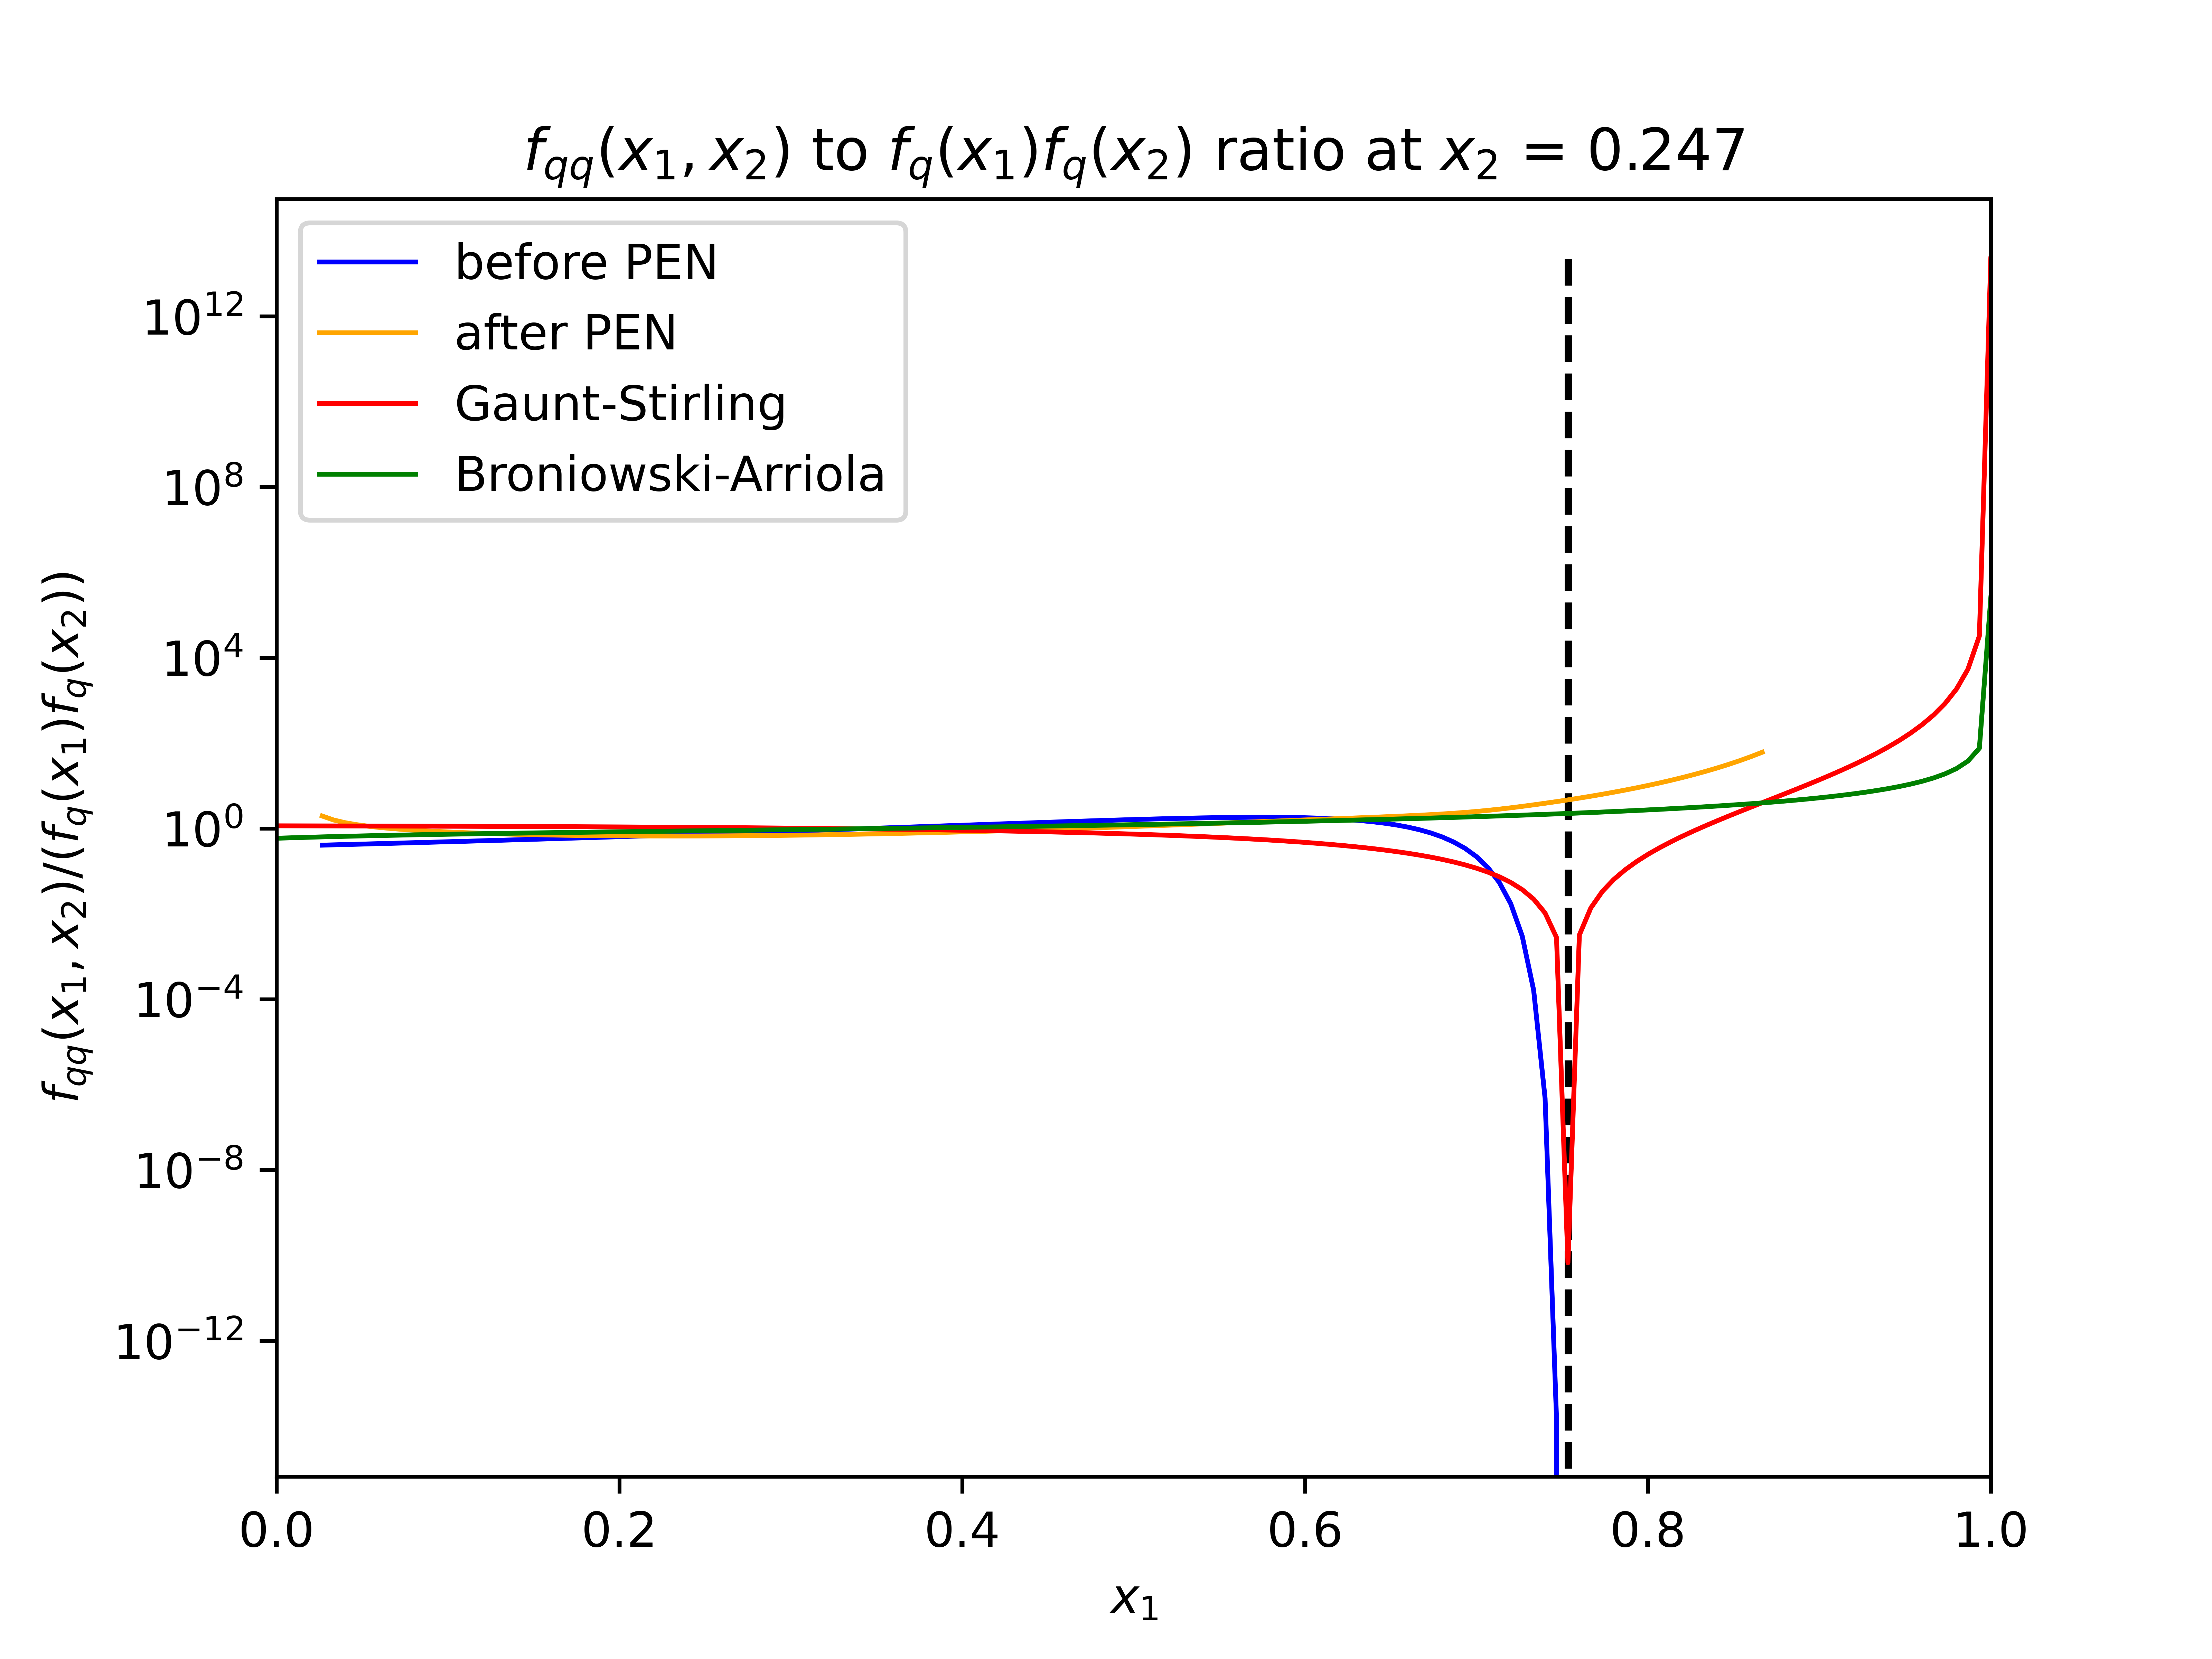 f_qq(x_1, x_2) to f_q(x_1)f_q(x_2) ratio at x_2 = 0.247
before PEN
after PEN
Gaunt-Stirling
Broniowski-Arriola
f_qq(x_1, x_2)/(f_q(x_1)f_q(x_2))
10^12
10^8
10^4
10^0
10^−4
10^−8
10^−12
0.0 0.2 0.4 0.6 0.8 1.0
x_1